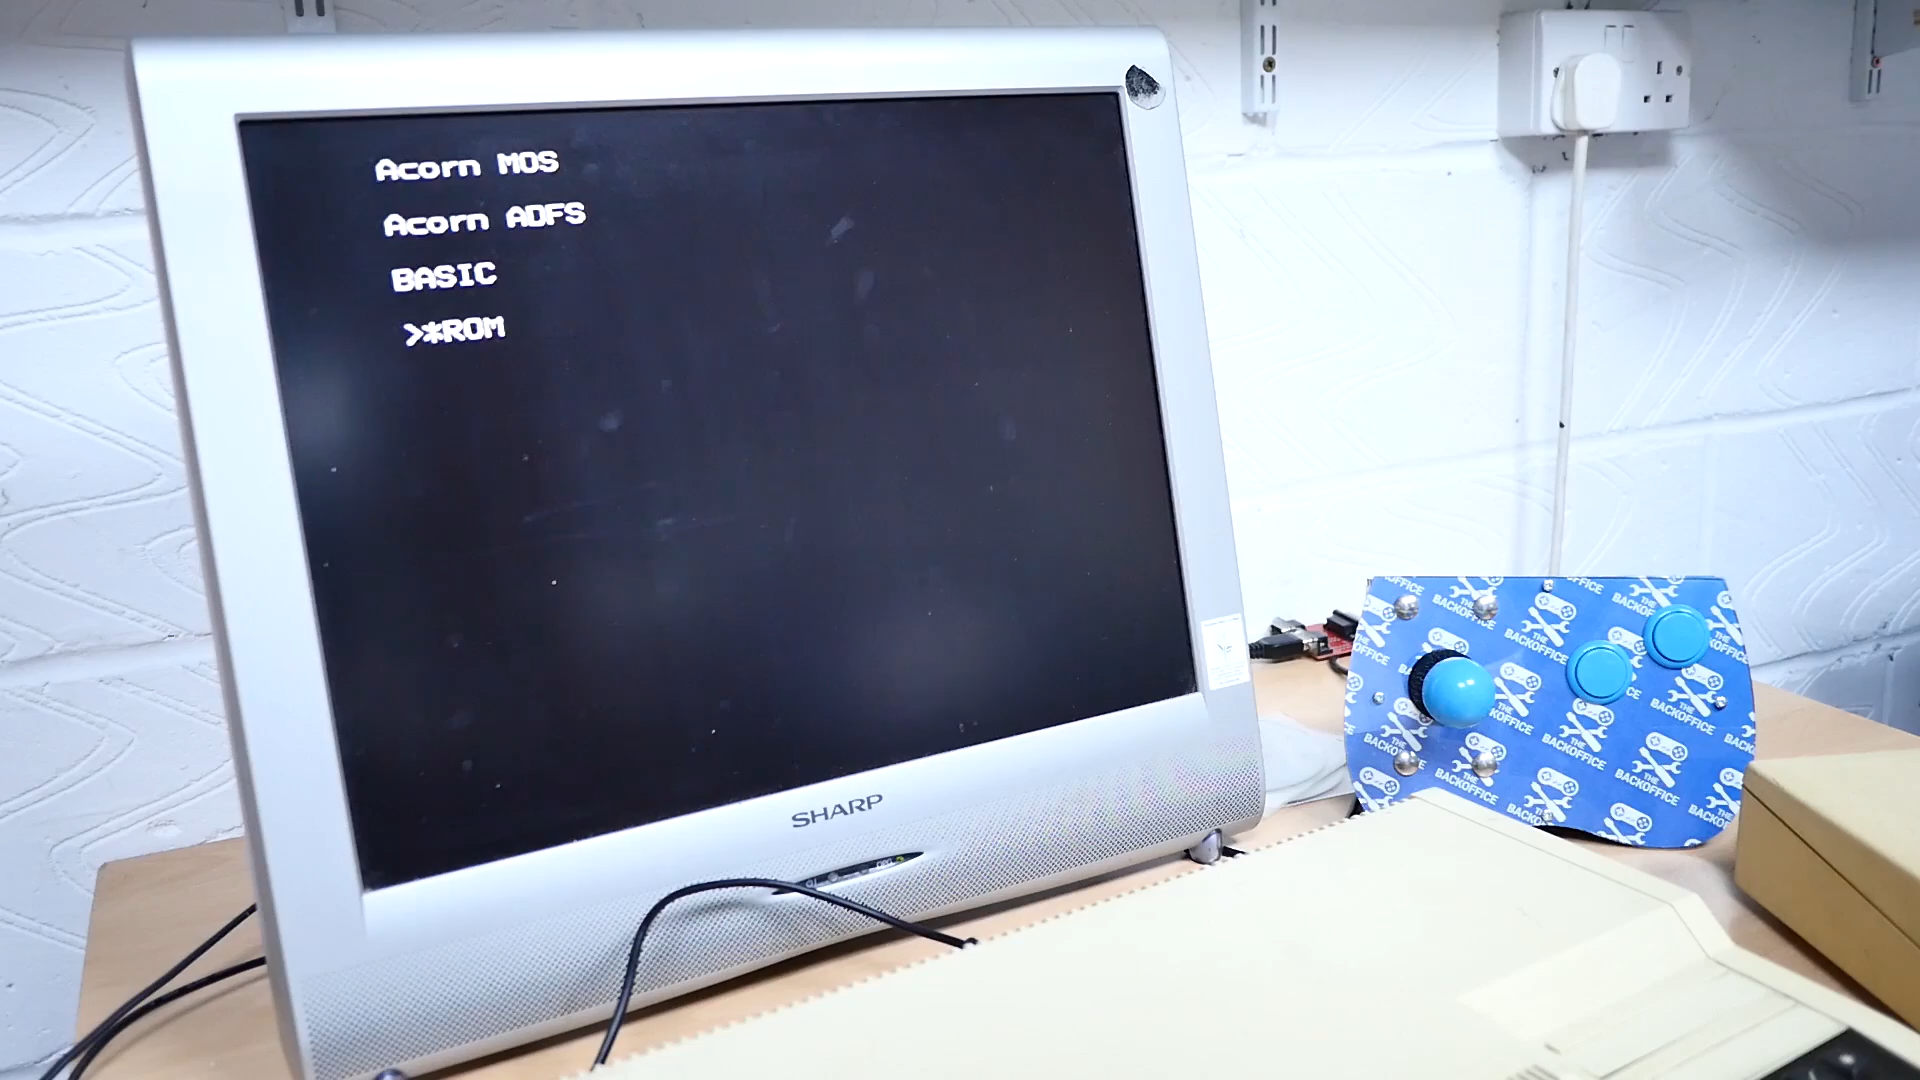 Acorn MOS
Acorn ADFS
BASIC
>*ROM
SHARP
THE BACKOFFICE